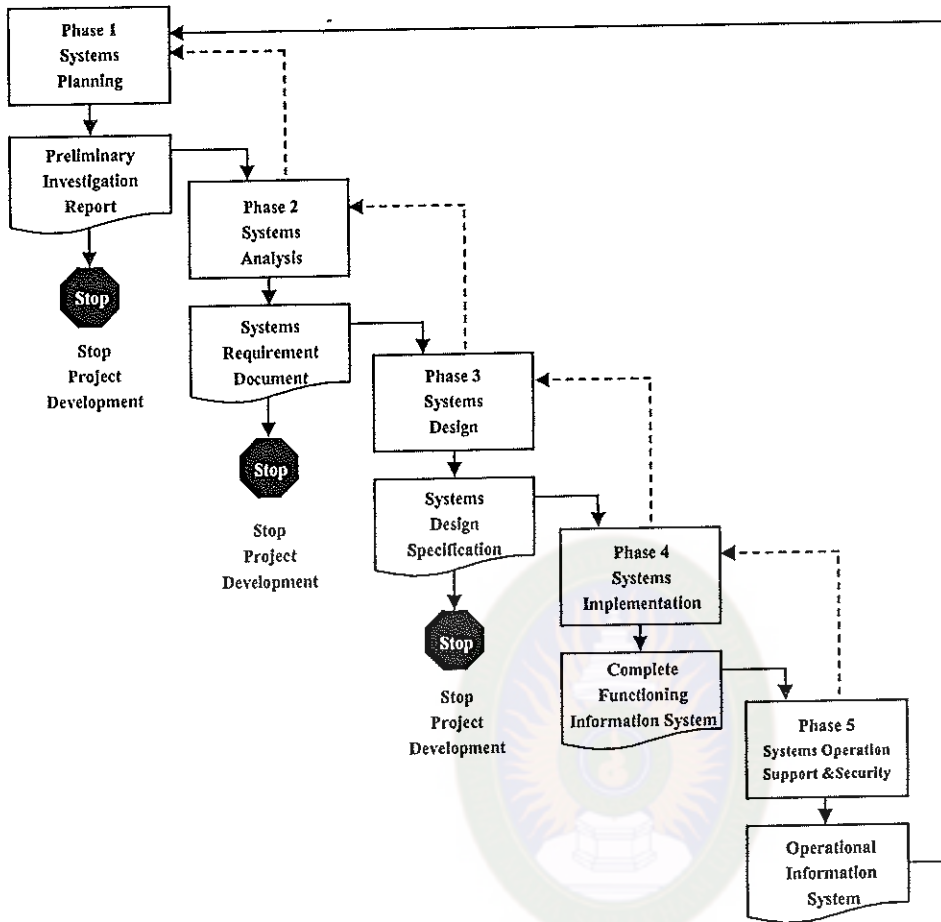 Phase 1
Systems
Planning
Preliminary
Investigation
Report
Stop
Stop
Project
Development
Phase 2
Systems
Analysis
Systems
Requirement
Document
Stop
Stop
Project
Development
Phase 3
Systems
Design
Systems
Design
Specification
Stop
Stop
Project
Development
Phase 4
Systems
Implementation
Complete
Functioning
Information System
Phase 5
Systems Operation
Support &Security
Operational
Information
System